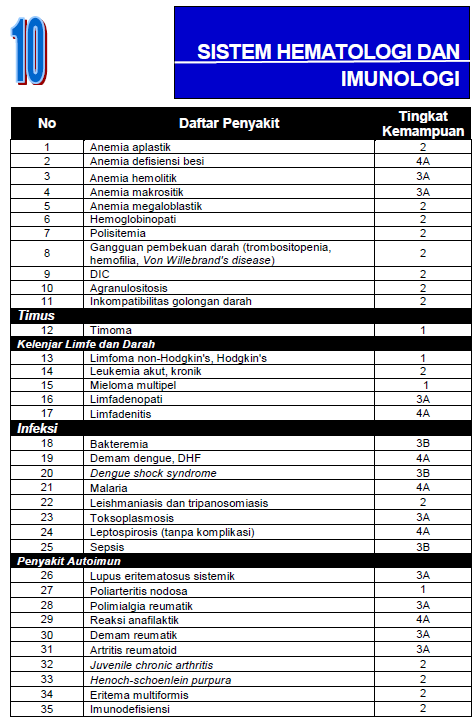 10
SISTEM HEMATOLOGI DAN
IMUNOLOGI
No Daftar Penyakit Tingkat Kemampuan
1 Anemia aplastik 2
2 Anemia defisiensi besi 4A
3 Anemia hemolitik 3A
4 Anemia makrositik 3A
5 Anemia megaloblastik 2
6 Hemoglobinopati 2
7 Polisitemia 2
8 Gangguan pembekuan darah (trombositopenia,
hemofilia, Von Willebrand's disease) 2
9 DIC 2
10 Agranulositosis 2
11 Inkompatibilitas golongan darah 2
Timus
12 Timoma 1
Kelenjar Limfe dan Darah
13 Limfoma non-Hodgkin's, Hodgkin's 1
14 Leukemia akut, kronik 2
15 Mieloma multipel 1
16 Limfadenopati 3A
17 Limfadenitis 4A
Infeksi
18 Bakteremia 3B
19 Demam dengue, DHF 4A
20 Dengue shock syndrome 3B
21 Malaria 4A
22 Leishmaniasis dan tripanosomiasis 2
23 Toksoplasmosis 3A
24 Leptospirosis (tanpa komplikasi) 4A
25 Sepsis 3B
Penyakit Autoimun
26 Lupus eritematosus sistemik 3A
27 Poliarteritis nodosa 1
28 Polimialgia reumatik 3A
29 Reaksi anafilaktik 4A
30 Demam reumatik 3A
31 Artritis reumatoid 3A
32 Juvenile chronic arthritis 2
33 Henoch-schoenlein purpura 2
34 Eritema multiformis 2
35 Imunodefisiensi 2